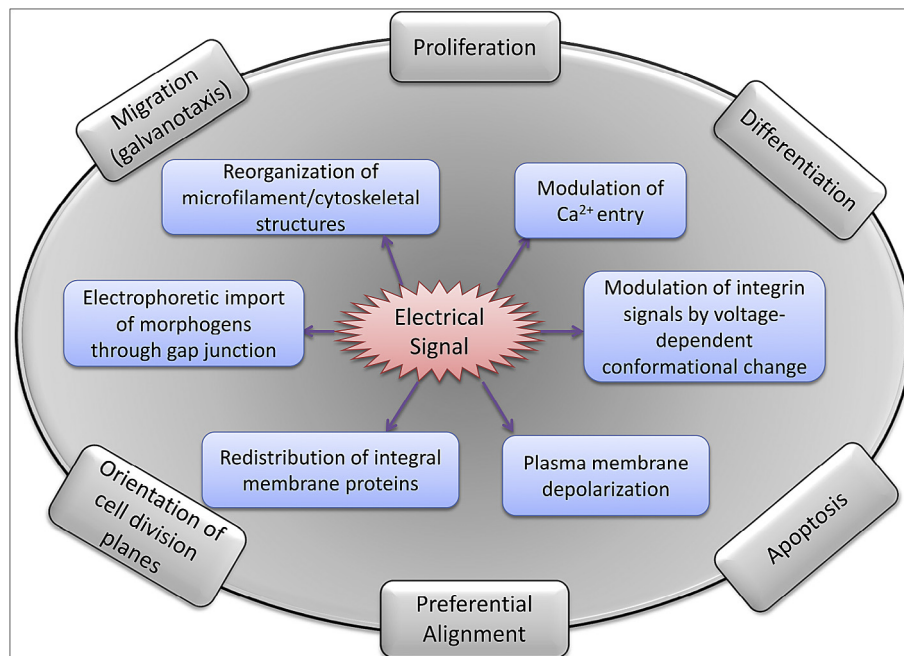 Proliferation
Migration
(galvanotaxis)
Differentiation
Reorganization of
microfilament/cytoskeletal
structures
Modulation of
Ca²⁺ entry
Electrophoretic import
of morphogens
through gap junction
Electrical
Signal
Modulation of integrin
signals by voltage-
dependent
conformational change
Redistribution of integral
membrane proteins
Plasma membrane
depolarization
Orientation of
cell division
planes
Apoptosis
Preferential
Alignment